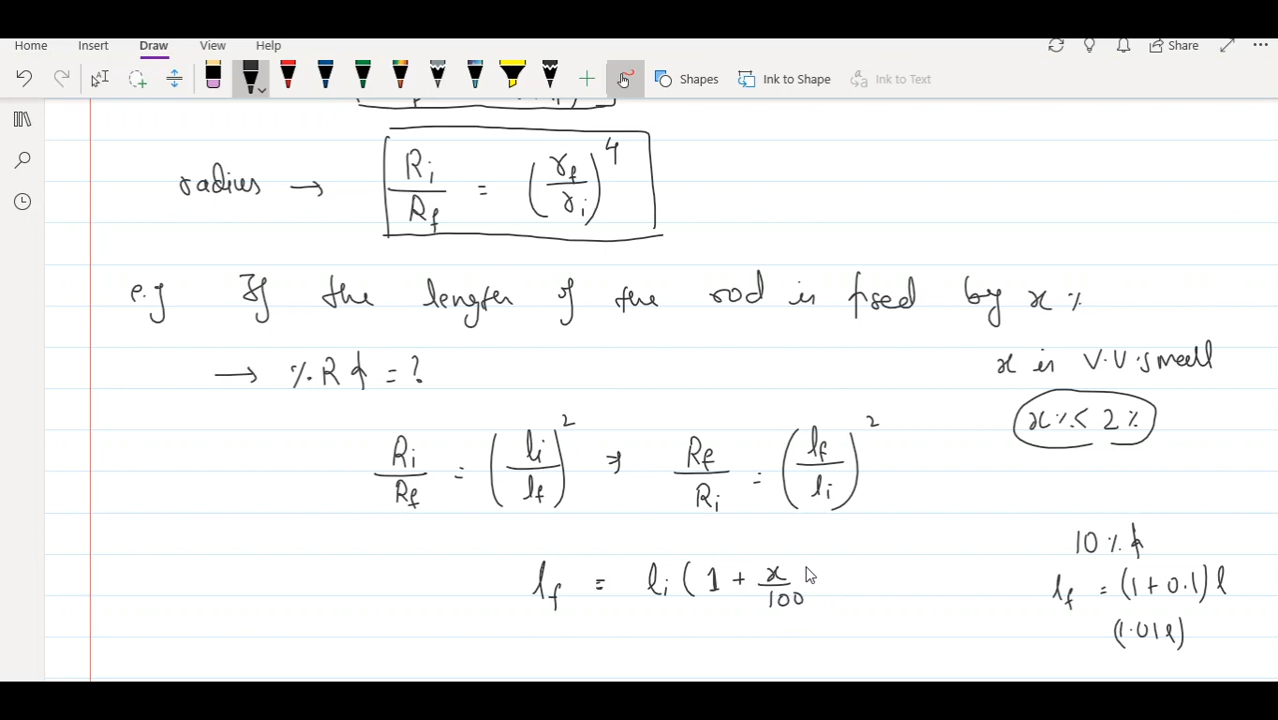 Home Insert Draw View Help
Share
Shapes Ink to Shape Ink to Text
radius → Ri/Rf = (rf/ri)^4
e.g If the length of the rod is fised by x %
→ % R ↑ = ?
x is V.V. small
x % < 2 %
Ri/Rf = (li/lf)^2 ⇒ Rf/Ri = (lf/li)^2
10 % ↑
lf = li ( 1 + x/100
lf = (1 + 0.1) l
(1.01 l)